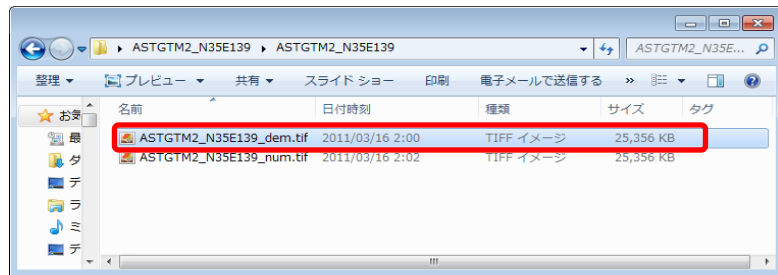 ASTGTM2_N35E139 ASTGTM2_N35E139 ASTGTM2_N35E...
整理 プレビュー 共有 スライド ショー 印刷 電子メールで送信する »
お気
最
ダ
デ
ラ
ミ
デ
名前 日付時刻 種類 サイズ タグ
ASTGTM2_N35E139_dem.tif 2011/03/16 2:00 TIFF イメージ 25,356 KB
ASTGTM2_N35E139_num.tif 2011/03/16 2:02 TIFF イメージ 25,356 KB